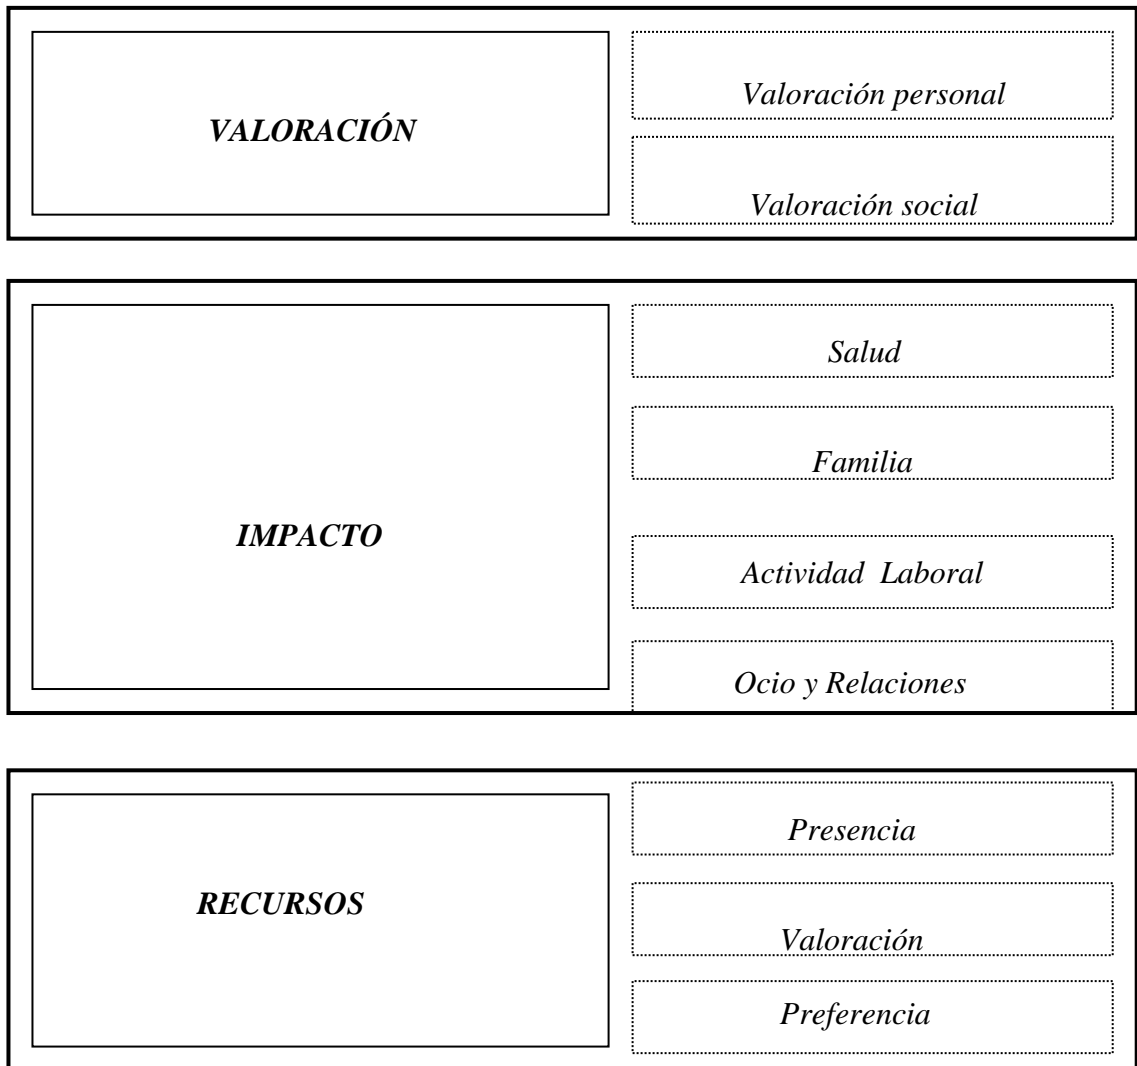 VALORACIÓN
Valoración personal
Valoración social
IMPACTO
Salud
Familia
Actividad Laboral
Ocio y Relaciones
RECURSOS
Presencia
Valoración
Preferencia